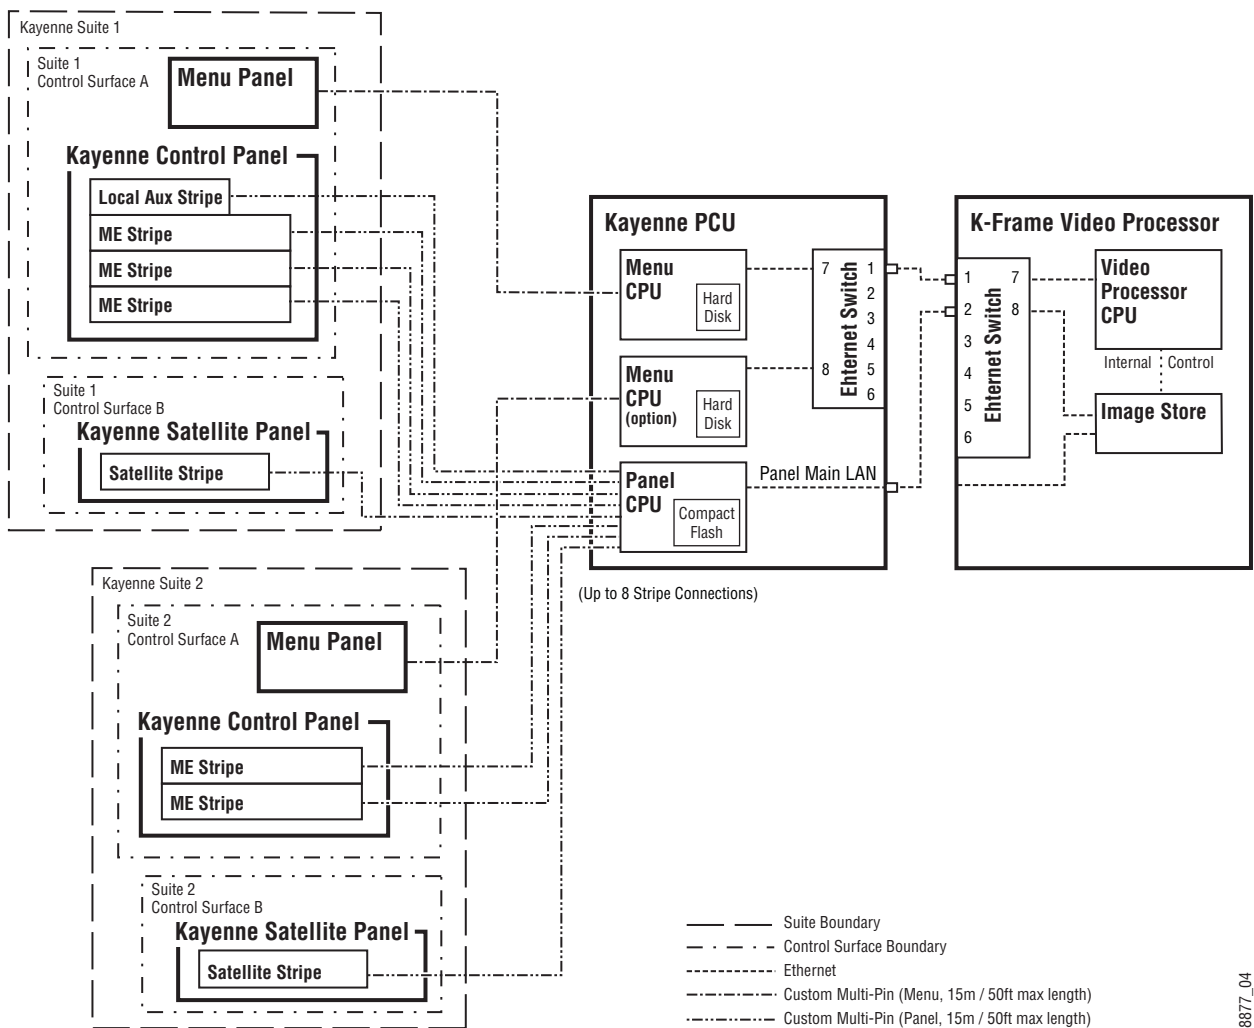 Kayenne Suite 1
Suite 1
Control Surface A
Menu Panel
Kayenne Control Panel
Local Aux Stripe
ME Stripe
ME Stripe
ME Stripe
Suite 1
Control Surface B
Kayenne Satellite Panel
Satellite Stripe
Kayenne Suite 2
Suite 2
Control Surface A
Menu Panel
Kayenne Control Panel
ME Stripe
ME Stripe
Suite 2
Control Surface B
Kayenne Satellite Panel
Satellite Stripe
Kayenne PCU
Menu
CPU
Hard
Disk
Menu
CPU
(option)
Hard
Disk
Panel
CPU
Compact
Flash
Panel Main LAN
7
8
Ehternet Switch
1
2
3
4
5
6
(Up to 8 Stripe Connections)
K-Frame Video Processor
1
2
3
4
5
6
Ehternet Switch
7
8
Video
Processor
CPU
Internal
Control
Image Store
Suite Boundary
Control Surface Boundary
Ethernet
Custom Multi-Pin (Menu, 15m / 50ft max length)
Custom Multi-Pin (Panel, 15m / 50ft max length)
8877_04